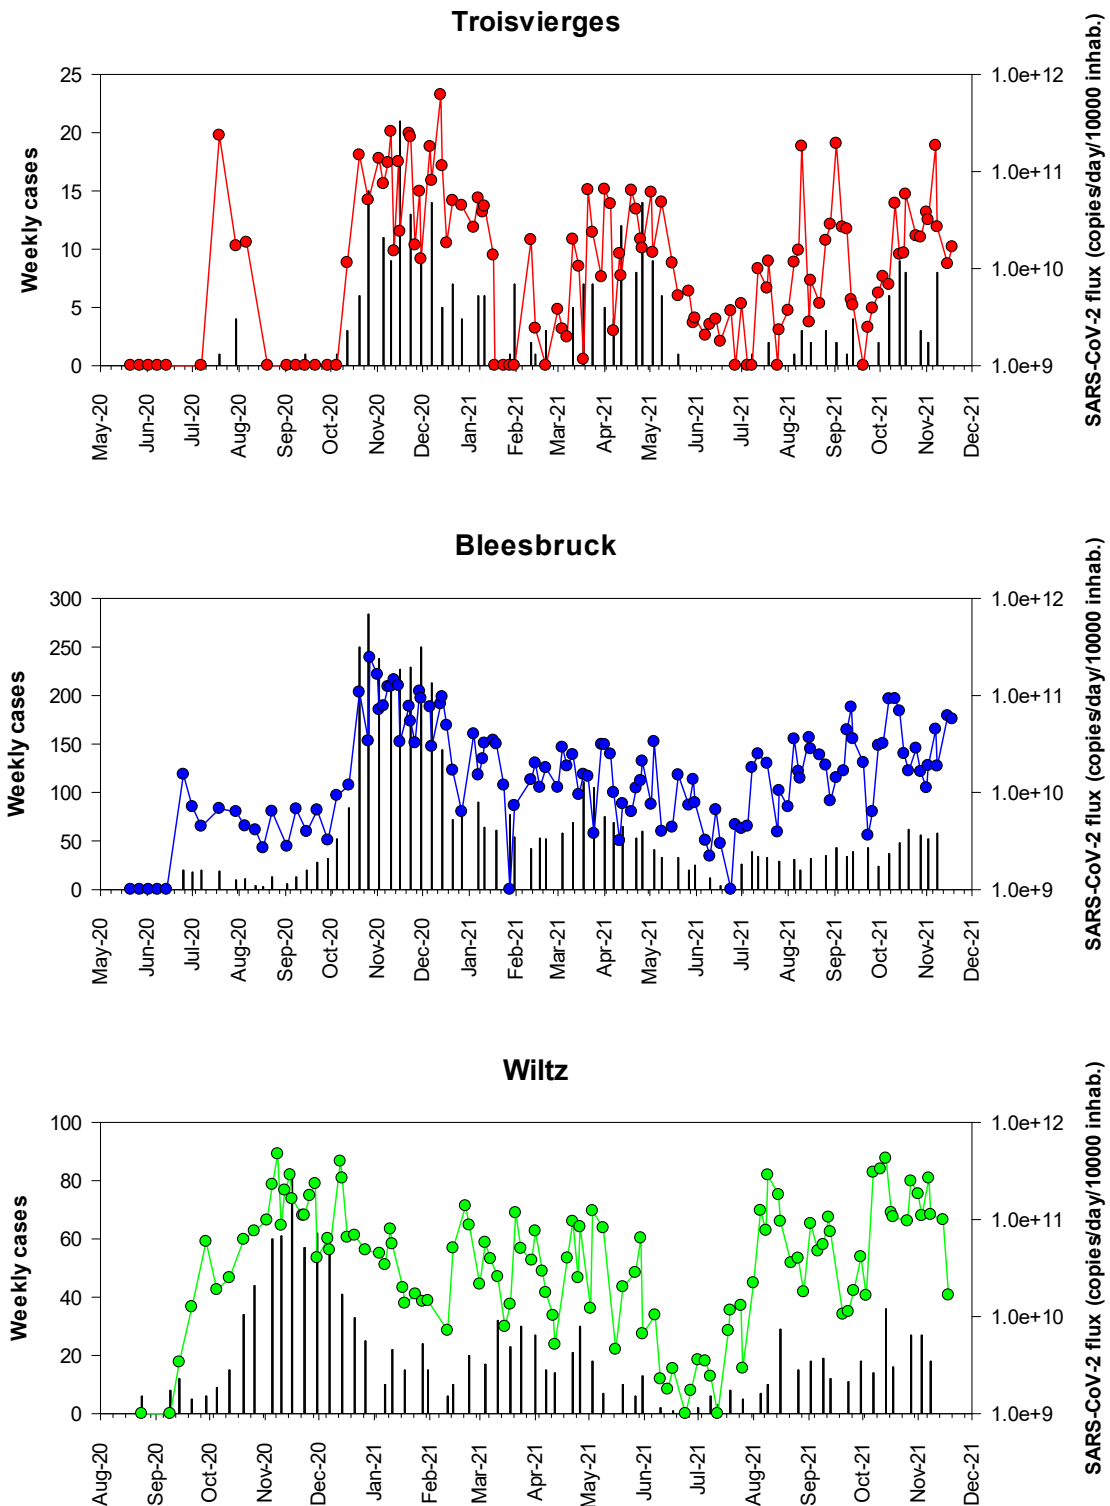 Troisvierges
Weekly cases
25
20
15
10
5
0
1.0e+12
1.0e+11
1.0e+10
1.0e+9
SARS-CoV-2 flux (copies/day/10000 inhab.)
May-20 Jun-20 Jul-20 Aug-20 Sep-20 Oct-20 Nov-20 Dec-20 Jan-21 Feb-21 Mar-21 Apr-21 May-21 Jun-21 Jul-21 Aug-21 Sep-21 Oct-21 Nov-21 Dec-21
Bleesbruck
Weekly cases
300
250
200
150
100
50
0
1.0e+12
1.0e+11
1.0e+10
1.0e+9
SARS-CoV-2 flux (copies/day/10000 inhab.)
May-20 Jun-20 Jul-20 Aug-20 Sep-20 Oct-20 Nov-20 Dec-20 Jan-21 Feb-21 Mar-21 Apr-21 May-21 Jun-21 Jul-21 Aug-21 Sep-21 Oct-21 Nov-21 Dec-21
Wiltz
Weekly cases
100
80
60
40
20
0
1.0e+12
1.0e+11
1.0e+10
1.0e+9
SARS-CoV-2 flux (copies/day/10000 inhab.)
Aug-20 Sep-20 Oct-20 Nov-20 Dec-20 Jan-21 Feb-21 Mar-21 Apr-21 May-21 Jun-21 Jul-21 Aug-21 Sep-21 Oct-21 Nov-21 Dec-21